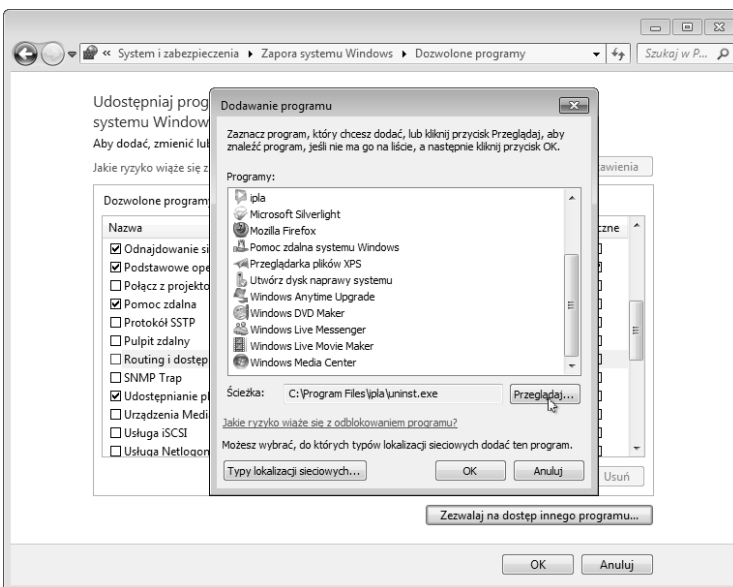 « System i zabezpieczenia ▸ Zapora systemu Windows ▸ Dozwolone programy
Szukaj w P...
Udostępniaj prog
systemu Window
Aby dodać, zmienić lub
Jakie ryzyko wiąże się z
awienia
Dozwolone program
Nazwa
zne
Odnajdowanie si
Podstawowe ope
Połącz z projekto
Pomoc zdalna
Protokół SSTP
Pulpit zdalny
Routing i dostęp
SNMP Trap
Udostępnianie pl
Urządzenia Medi
Usługa iSCSI
Usługa Netlogon
Usuń
Dodawanie programu
Zaznacz program, który chcesz dodać, lub kliknij przycisk Przeglądaj, aby
znaleźć program, jeśli nie ma go na liście, a następnie kliknij przycisk OK.
Programy:
ipla
Microsoft Silverlight
Mozilla Firefox
Pomoc zdalna systemu Windows
Przeglądarka plików XPS
Utwórz dysk naprawy systemu
Windows Anytime Upgrade
Windows DVD Maker
Windows Live Messenger
Windows Live Movie Maker
Windows Media Center
Ścieżka: C:\Program Files\ipla\uninst.exe Przeglądaj...
Jakie ryzyko wiąże się z odblokowaniem programu?
Możesz wybrać, do których typów lokalizacji sieciowych dodać ten program.
Typy lokalizacji sieciowych... OK Anuluj
Zezwalaj na dostęp innego programu...
OK Anuluj